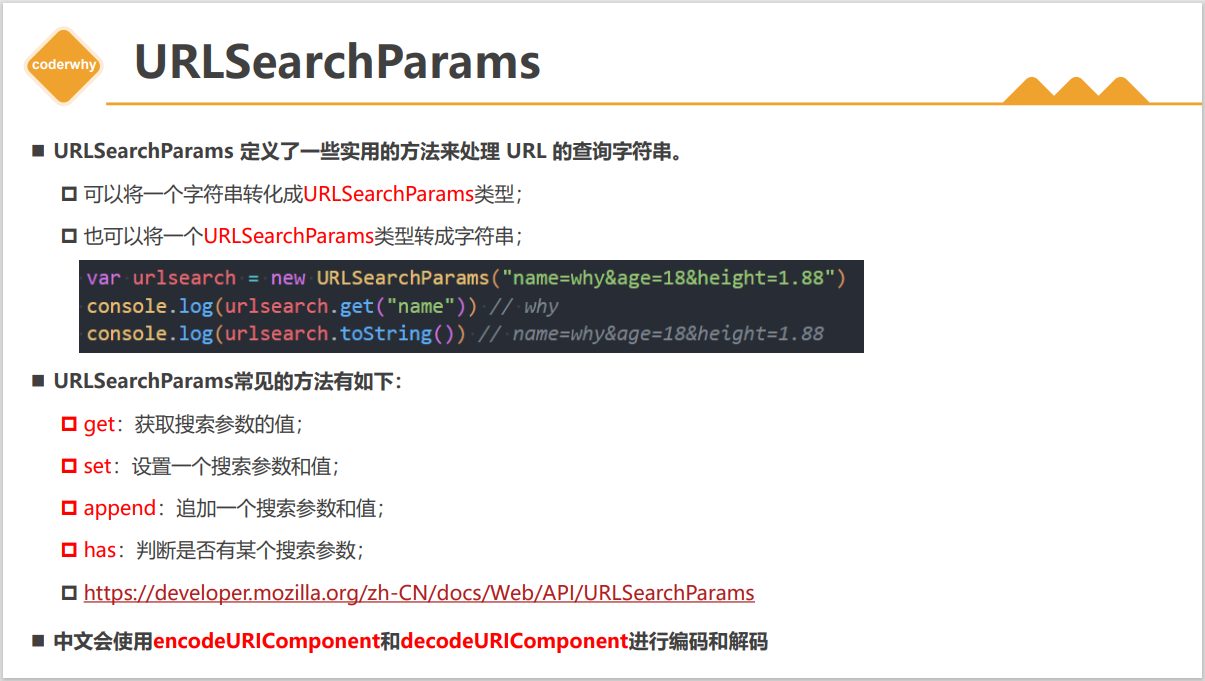 coderwhy
URLSearchParams
URLSearchParams 定义了一些实用的方法来处理 URL 的查询字符串。
可以将一个字符串转化成URLSearchParams类型；
也可以将一个URLSearchParams类型转成字符串；
var urlsearch = new URLSearchParams("name=why&age=18&height=1.88")
console.log(urlsearch.get("name")) // why
console.log(urlsearch.toString()) // name=why&age=18&height=1.88
URLSearchParams常见的方法有如下：
get：获取搜索参数的值；
set：设置一个搜索参数和值；
append：追加一个搜索参数和值；
has：判断是否有某个搜索参数；
https://developer.mozilla.org/zh-CN/docs/Web/API/URLSearchParams
中文会使用encodeURIComponent和decodeURIComponent进行编码和解码